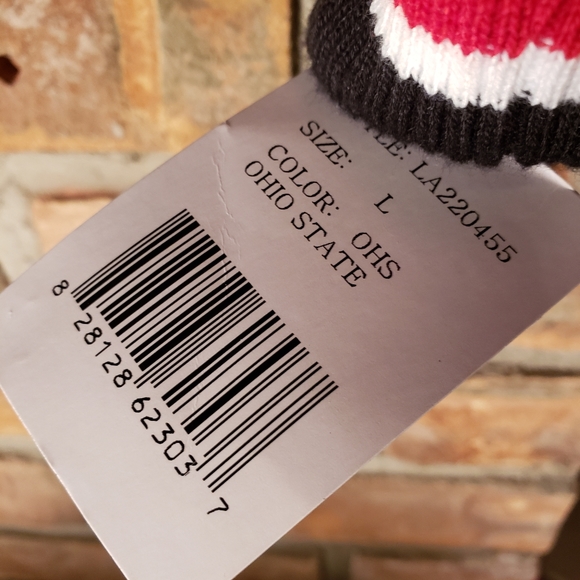 LA220455
SIZE: L
COLOR: OHS
OHIO STATE
8 28128 62303 7